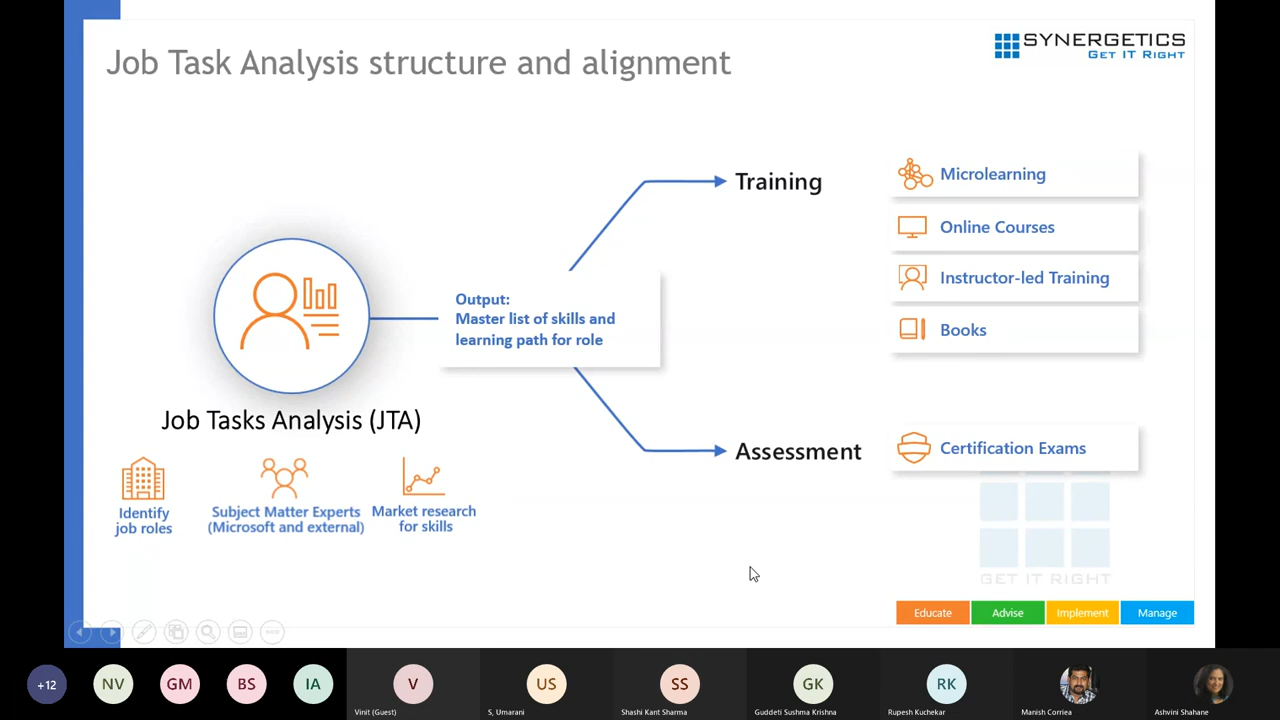 Job Task Analysis structure and alignment
SYNERGETICS
GET IT RIGHT
Training
Microlearning
Online Courses
Instructor-led Training
Books
Output:
Master list of skills and
learning path for role
Job Tasks Analysis (JTA)
Identify
job roles
Subject Matter Experts
(Microsoft and external)
Market research
for skills
Assessment
Certification Exams
GET IT RIGHT
Educate
Advise
Implement
Manage
+12
NV
GM
BS
IA
V
Vinit (Guest)
US
S, Umarani
SS
Shashi Kant Sharma
GK
Guddeti Sushma Krishna
RK
Rupesh Kuchekar
Manish Corriea
Ashvini Shahane